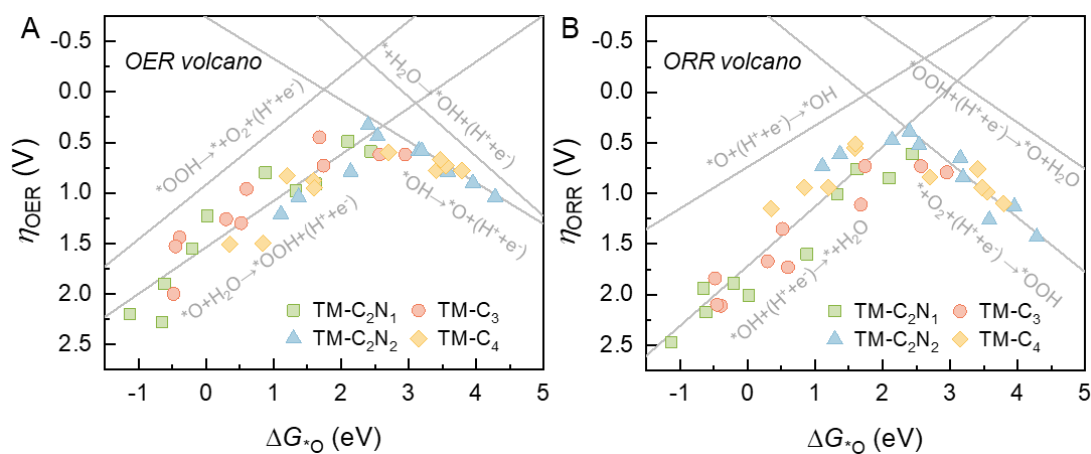 A
OER volcano
*OOH→*+O₂+(H⁺+e⁻)
*+H₂O→*OH+(H⁺+e⁻)
*OH→*O+(H⁺+e⁻)
*O+H₂O→*OOH+(H⁺+e⁻)
TM-C₂N₁
TM-C₃
TM-C₂N₂
TM-C₄
-0.5
0.0
0.5
1.0
1.5
2.0
2.5
ηOER (V)
-1
0
1
2
3
4
5
ΔG*O (eV)
B
ORR volcano
*O+(H⁺+e⁻)→*OH
*OOH+(H⁺+e⁻)→*O+H₂O
*+O₂+(H⁺+e⁻)→*OOH
*OH+(H⁺+e⁻)→*+H₂O
TM-C₂N₁
TM-C₃
TM-C₂N₂
TM-C₄
-0.5
0.0
0.5
1.0
1.5
2.0
2.5
ηORR (V)
-1
0
1
2
3
4
5
ΔG*O (eV)